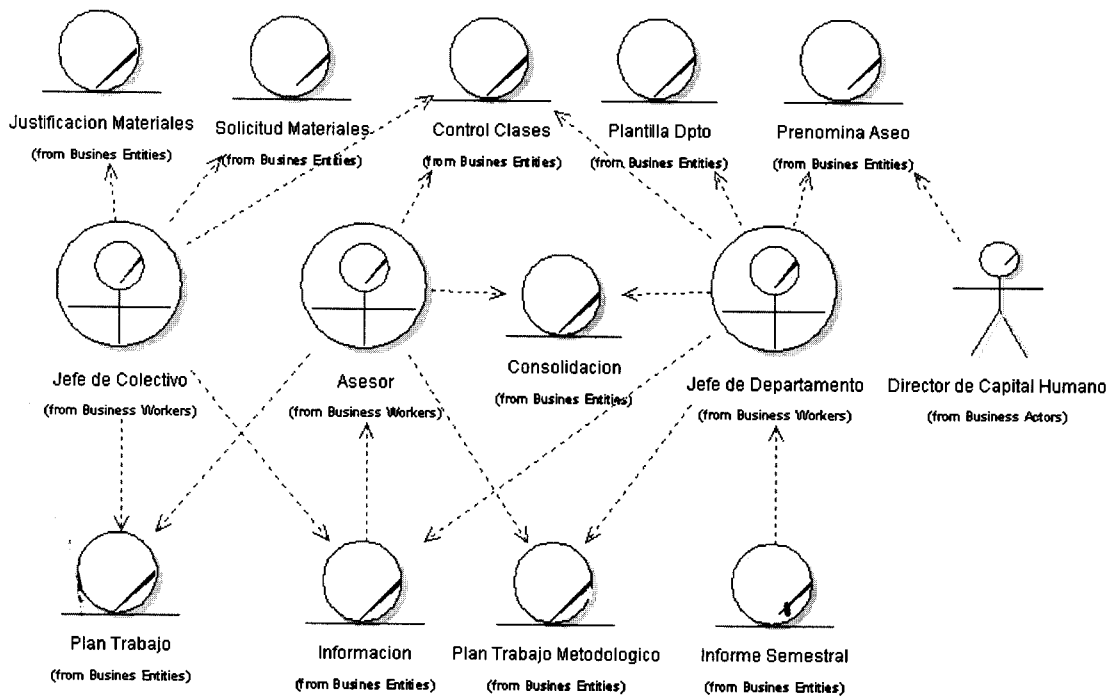 Justificacion Materiales
(from Busines Entities)
Solicitud Materiales
(from Busines Entities)
Control Clases
(from Busines Entities)
Plantilla Dpto
(from Busines Entities)
Prenomina Aseo
(from Busines Entities)
Jefe de Colectivo
(from Business Workers)
Asesor
(from Business Workers)
Consolidacion
(from Busines Entities)
Jefe de Departamento
(from Business Workers)
Director de Capital Humano
(from Business Actors)
Plan Trabajo
(from Busines Entities)
Informacion
(from Busines Entities)
Plan Trabajo Metodologico
(from Busines Entities)
Informe Semestral
(from Busines Entities)